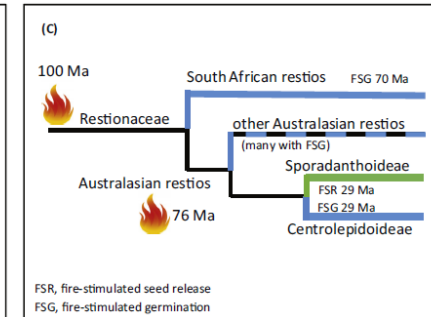 (C)
100 Ma
South African restios FSG 70 Ma
Restionaceae
other Australasian restios
(many with FSG)
Sporadanthoideae
Australasian restios
FSR 29 Ma
76 Ma
FSG 29 Ma
Centrolepidoideae
FSR, fire-stimulated seed release
FSG, fire-stimulated germination